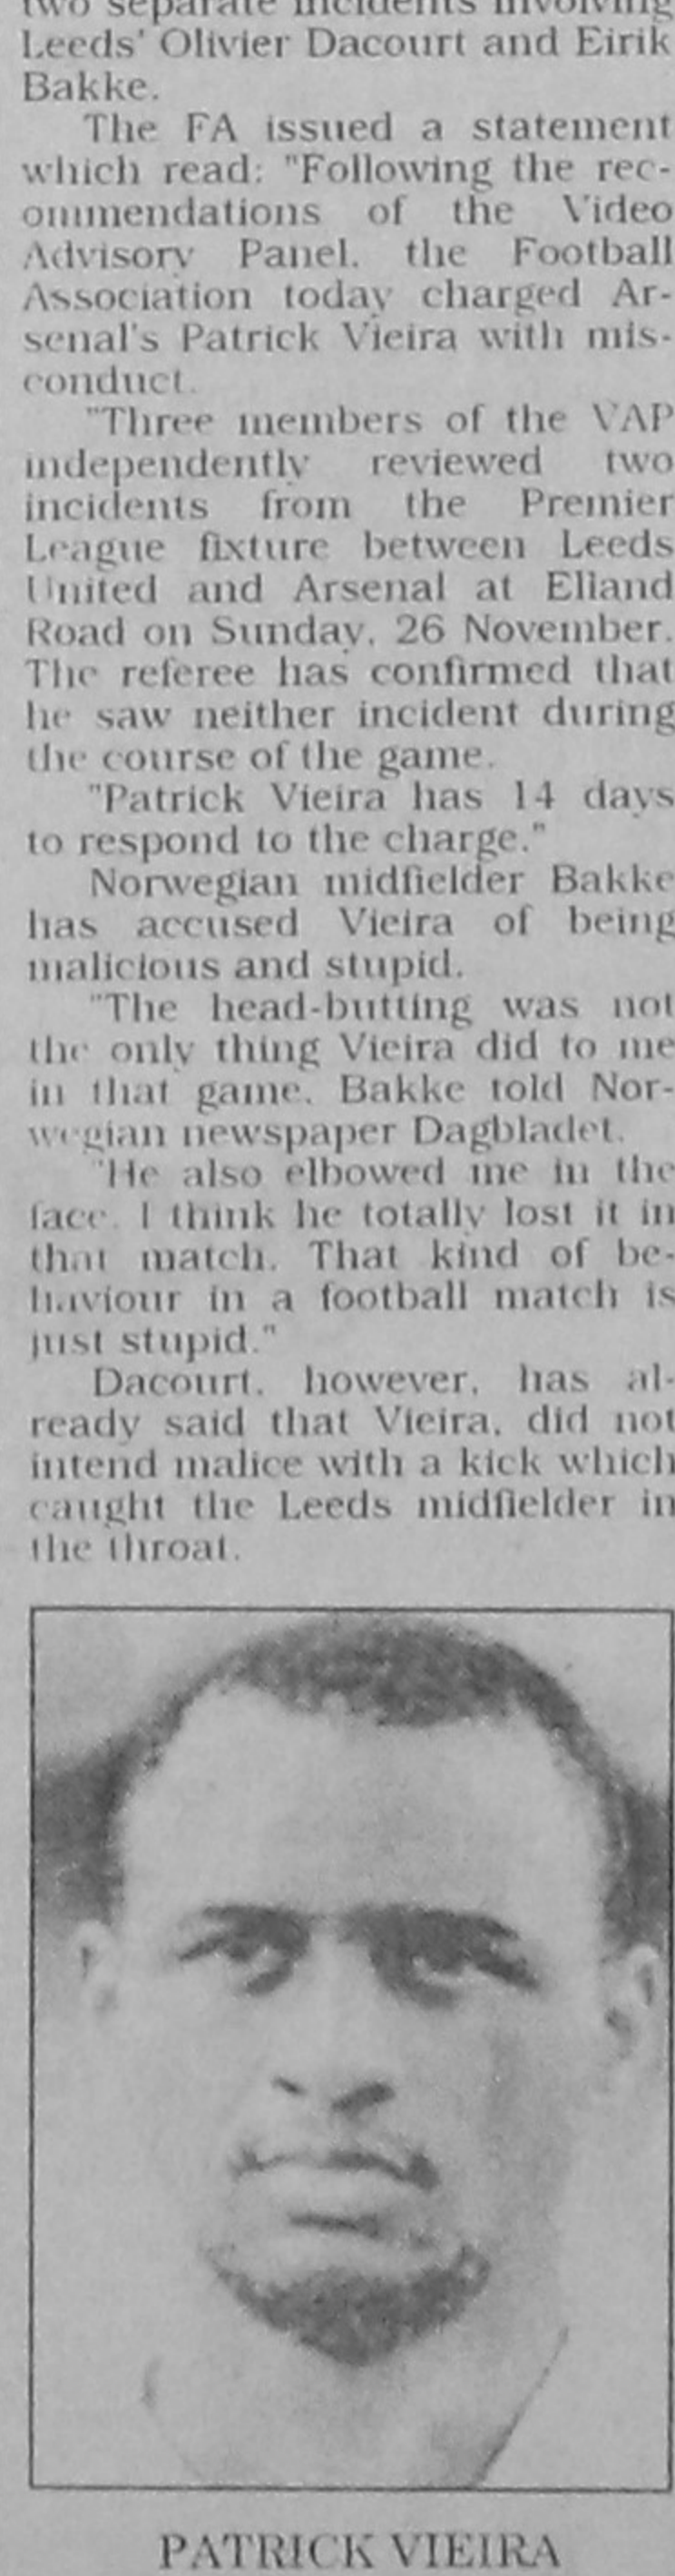 two separate incidents involving
Leeds' Olivier Dacourt and Eirik
Bakke.
The FA issued a statement
which read: "Following the rec-
ommendations of the Video
Advisory Panel, the Football
Association today charged Ar-
senal's Patrick Vieira with mis-
conduct.
"Three members of the VAP
independently reviewed two
incidents from the Premier
League fixture between Leeds
United and Arsenal at Elland
Road on Sunday, 26 November.
The referee has confirmed that
he saw neither incident during
the course of the game.
"Patrick Vieira has 14 days
to respond to the charge."
Norwegian midfielder Bakke
has accused Vieira of being
malicious and stupid.
"The head-butting was not
the only thing Vieira did to me
in that game, Bakke told Nor-
wegian newspaper Dagbladet.
"He also elbowed me in the
face. I think he totally lost it in
that match. That kind of be-
haviour in a football match is
just stupid."
Dacourt, however, has al-
ready said that Vieira, did not
intend malice with a kick which
caught the Leeds midfielder in
the throat.
PATRICK VIEIRA